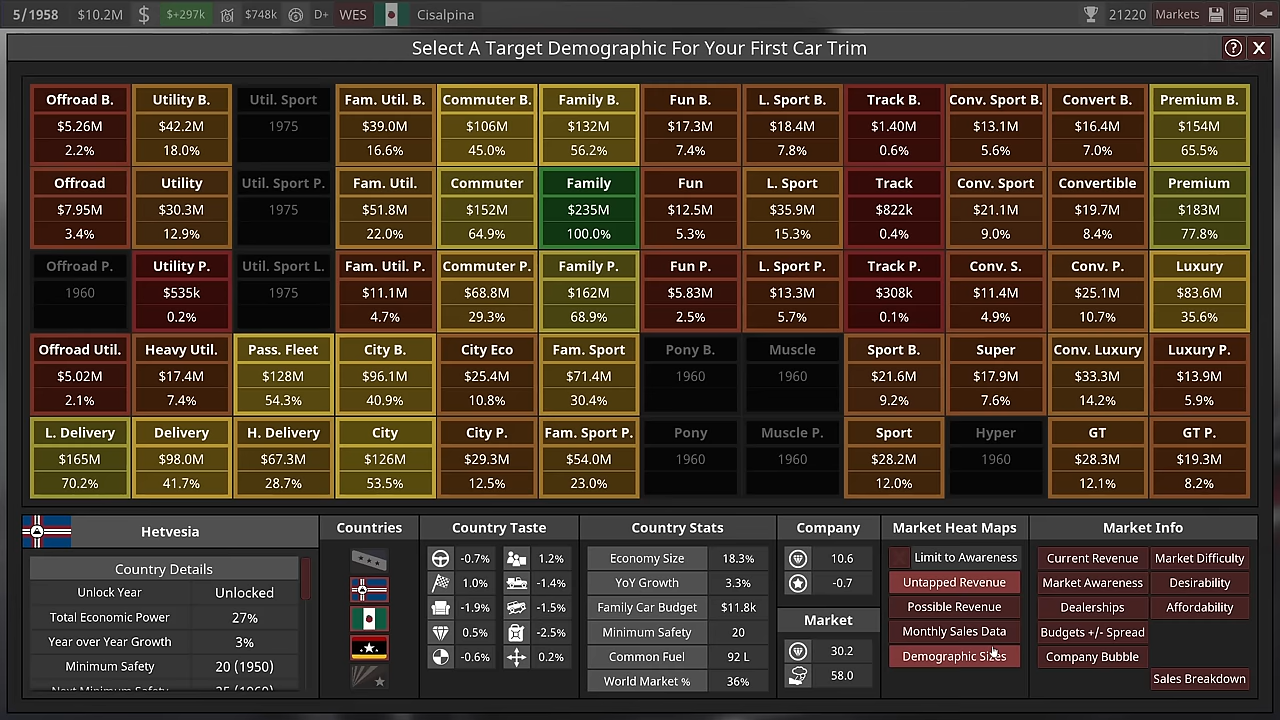 5/1958 $10.2M $+297k $748k D+ WES Cisalpina 21220 Markets
Select A Target Demographic For Your First Car Trim
Offroad B. Utility B. Util. Sport Fam. Util. B. Commuter B. Family B. Fun B. L. Sport B. Track B. Conv. Sport B. Convert B. Premium B.
$5.26M $42.2M 1975 $39.0M $106M $132M $17.3M $18.4M $1.40M $13.1M $16.4M $154M
2.2% 18.0% 16.6% 45.0% 56.2% 7.4% 7.8% 0.6% 5.6% 7.0% 65.5%
Offroad Utility Util. Sport P. Fam. Util. Commuter Family Fun L. Sport Track Conv. Sport Convertible Premium
$7.95M $30.3M 1975 $51.8M $152M $235M $12.5M $35.9M $822k $21.1M $19.7M $183M
3.4% 12.9% 22.0% 64.9% 100.0% 5.3% 15.3% 0.4% 9.0% 8.4% 77.8%
Offroad P. Utility P. Util. Sport L. Fam. Util. P. Commuter P. Family P. Fun P. L. Sport P. Track P. Conv. S. Conv. P. Luxury
1960 $535k 1975 $11.1M $68.8M $162M $5.83M $13.3M $308k $11.4M $25.1M $83.6M
0.2% 4.7% 29.3% 68.9% 2.5% 5.7% 0.1% 4.9% 10.7% 35.6%
Offroad Util. Heavy Util. Pass. Fleet City B. City Eco Fam. Sport Pony B. Muscle Sport B. Super Conv. Luxury Luxury P.
$5.02M $17.4M $128M $96.1M $25.4M $71.4M 1960 1960 $21.6M $17.9M $33.3M $13.9M
2.1% 7.4% 54.3% 40.9% 10.8% 30.4% 9.2% 7.6% 14.2% 5.9%
L. Delivery Delivery H. Delivery City City P. Fam. Sport P. Pony Muscle P. Sport Hyper GT GT P.
$165M $98.0M $67.3M $126M $29.3M $54.0M 1960 1960 $28.2M 1960 $28.3M $19.3M
70.2% 41.7% 28.7% 53.5% 12.5% 23.0% 12.0% 12.1% 8.2%
Hetvesia Countries Country Taste Country Stats Company Market Heat Maps Market Info
Country Details -0.7% 1.2% Economy Size 18.3% 10.6 Limit to Awareness Current Revenue Market Difficulty
Unlock Year Unlocked 1.0% -1.4% YoY Growth 3.3% -0.7 Untapped Revenue Market Awareness Desirability
Total Economic Power 27% -1.9% -1.5% Family Car Budget $11.8k Market Possible Revenue Dealerships Affordability
Year over Year Growth 3% 0.5% -2.5% Minimum Safety 20 30.2 Monthly Sales Data Budgets +/- Spread
Minimum Safety 20 (1950) -0.6% 0.2% Common Fuel 92 L 58.0 Demographic Sizes Company Bubble
Next Minimum Safety 25 (1960) World Market % 36% Sales Breakdown